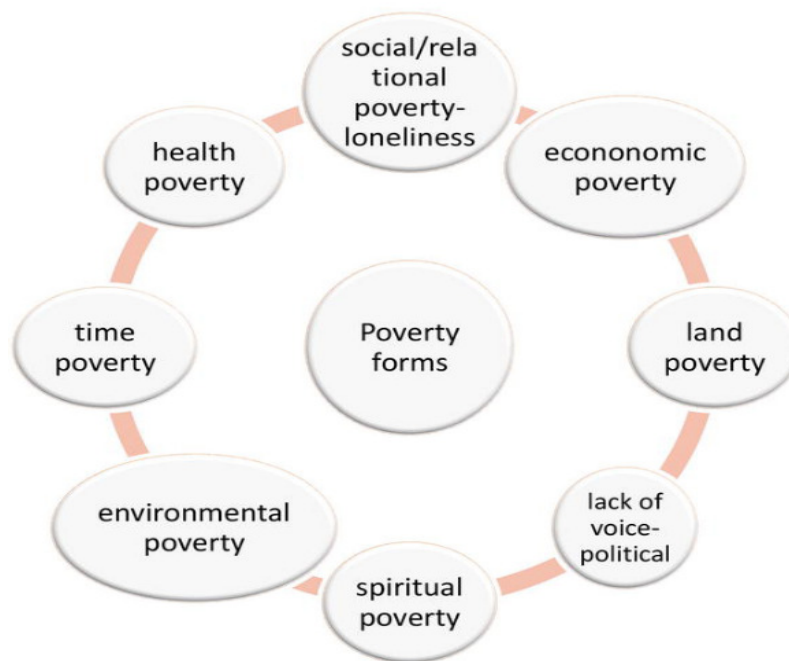 social/rela
tional
poverty-
loneliness
econonomic
poverty
land
poverty
lack of
voice-
political
spiritual
poverty
environmental
poverty
time
poverty
health
poverty
Poverty
forms